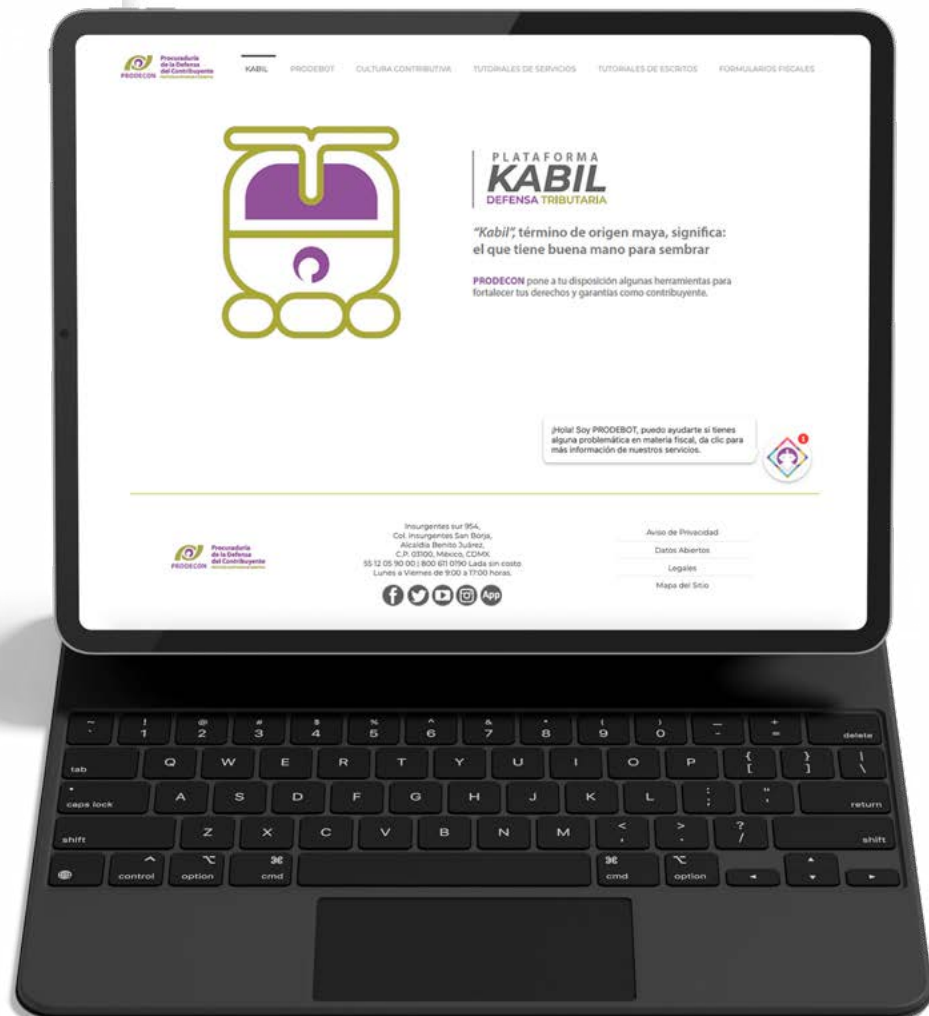 PRODECON
Procuraduría
de la Defensa
del Contribuyente
KABIL
PRODEBOT
CULTURA CONTRIBUTIVA
TUTORIALES DE SERVICIOS
TUTORIALES DE ESCRITOS
FORMULARIOS FISCALES
PLATAFORMA
KABIL
DEFENSA TRIBUTARIA
"Kabil", término de origen maya, significa:
el que tiene buena mano para sembrar
PRODECON pone a tu disposición algunas herramientas para
fortalecer tus derechos y garantías como contribuyente.
¡Hola! Soy PRODEBOT, puedo ayudarte si tienes
alguna problemática en materia fiscal, da clic para
más información de nuestros servicios.
1
PRODECON
Procuraduría
de la Defensa
del Contribuyente
Insurgentes sur 954,
Col. Insurgentes San Borja,
Alcaldía Benito Juárez,
C.P. 03100, México, CDMX.
55 12 05 90 00 | 800 611 0190 Lada sin costo
Lunes a Viernes de 9:00 a 17:00 horas.
App
Aviso de Privacidad
Datos Abiertos
Legales
Mapa del Sitio
~ ! @ # $ % ^ & * ( ) — +
` 1 2 3 4 5 6 7 8 9 0 - = delete
tab Q W E R T Y U I O P { [ } ] | \
caps lock A S D F G H J K L : ; " ' return
shift Z X C V B N M < , > . ? / shift
control option cmd cmd option